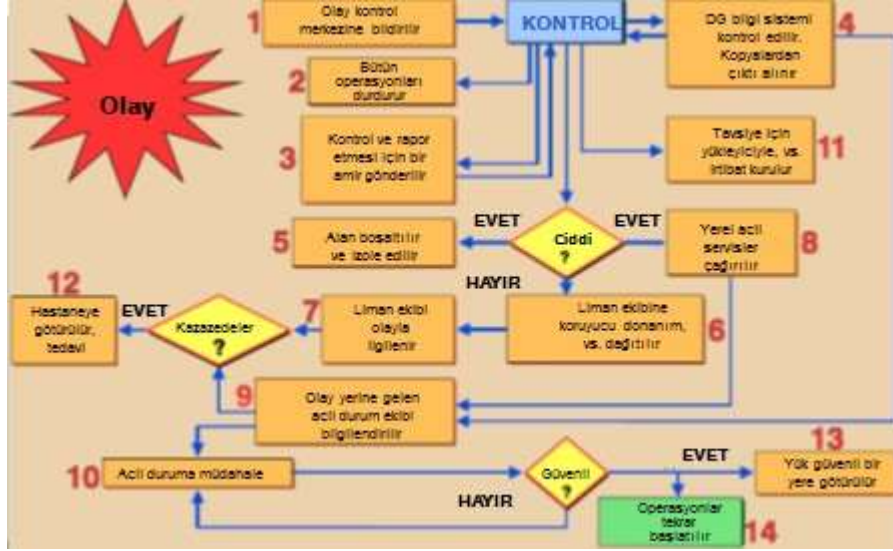 Olay
1
Olay kontrol
merkezine bildirilir
KONTROL
DG bilgi sistemi
kontrol edilir.
Kopyalardan
çıktı alınır
4
2
Bütün
operasyonları
durdurur
3
Kontrol ve rapor
etmesi için bir
amir gönderilir
Tavsiye için
yükleyiciyle, vs.
irtibat kurulur
11
5
Alan boşaltılır
ve izole edilir
EVET
Ciddi
?
EVET
Yerel acil
servisler
çağırılır
8
HAYIR
12
Hastaneye
götürülür,
tedavi
EVET
Kazazedeler
?
7
Liman ekibi
olayla
ilgilenir
Liman ekibine
koruyucu donanım,
vs. dağıtılır
6
9
Olay yerine gelen
acil durum ekibi
bilgilendirilir
10
Acil duruma müdahale
Güvenli
?
HAYIR
EVET
13
Yük güvenli bir
yere götürülür
Operasyonlar
tekrar
başlatılır
14